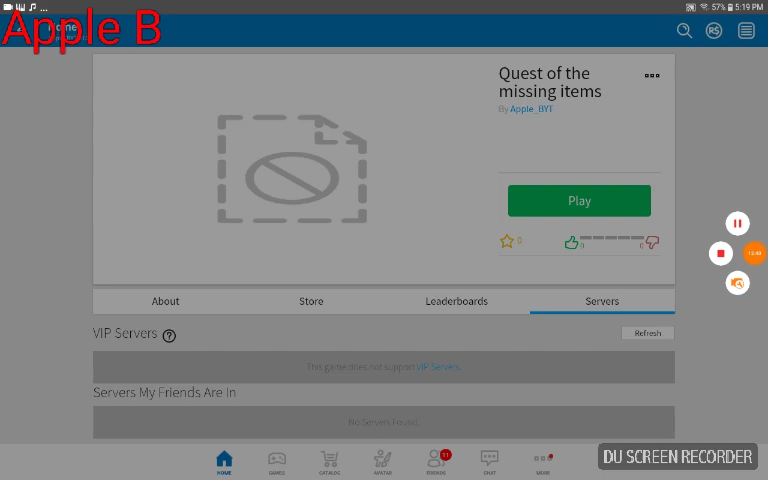 57% 5:19 PM
Apple B
R$
Quest of the
missing items
By Apple_BYT
Play
0
0
0
About
Store
Leaderboards
Servers
VIP Servers ?
Refresh
This game does not support VIP Servers.
Servers My Friends Are In
No Servers Found.
11
HOME
GAMES
CATALOG
AVATAR
FRIENDS
CHAT
MORE
DU SCREEN RECORDER